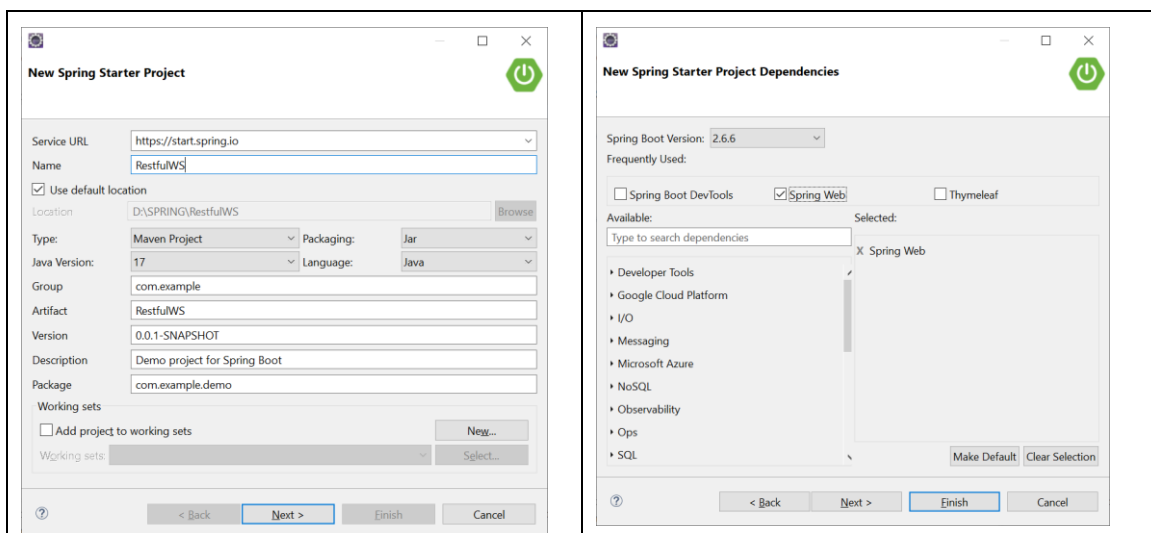 New Spring Starter Project
Service URL https://start.spring.io
Name RestfulWS
Use default location
Location D:\SPRING\RestfulWS Browse
Type: Maven Project Packaging: Jar
Java Version: 17 Language: Java
Group com.example
Artifact RestfulWS
Version 0.0.1-SNAPSHOT
Description Demo project for Spring Boot
Package com.example.demo
Working sets
Add project to working sets New...
Working sets: Select...
? < Back Next > Finish Cancel
New Spring Starter Project Dependencies
Spring Boot Version: 2.6.6
Frequently Used:
Spring Boot DevTools Spring Web Thymeleaf
Available: Selected:
Type to search dependencies
X Spring Web
Developer Tools
Google Cloud Platform
I/O
Messaging
Microsoft Azure
NoSQL
Observability
Ops
SQL
Make Default Clear Selection
? < Back Next > Finish Cancel